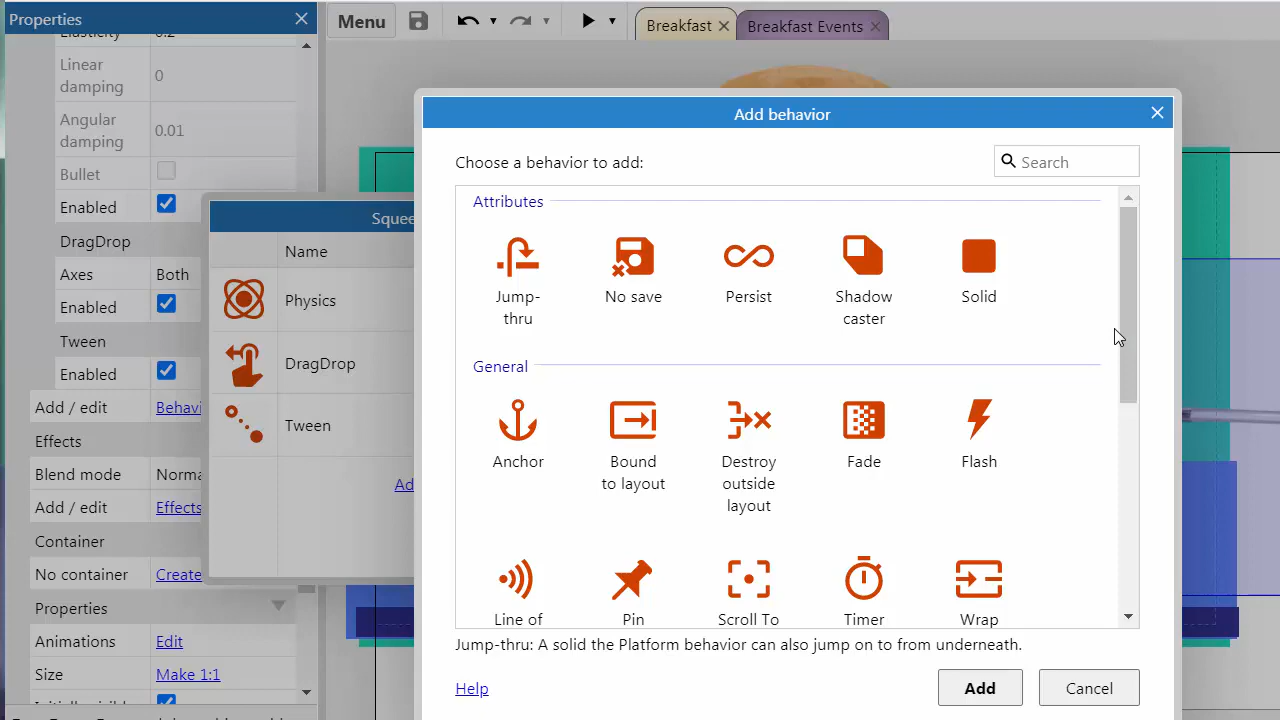 Properties
Menu
Breakfast
Breakfast Events
Elasticity 0.2
Linear damping 0
Angular damping 0.01
Bullet
Enabled
DragDrop
Axes Both
Enabled
Tween
Enabled
Add / edit
Effects
Blend mode
Add / edit Effects
Container
No container Create
Properties
Animations Edit
Size Make 1:1
Name
Physics
DragDrop
Tween
Add behavior
Choose a behavior to add:
Search
Attributes
Jump-
thru
No save
Persist
Shadow
caster
Solid
General
Anchor
Bound
to layout
Destroy
outside
layout
Fade
Flash
Line of
Pin
Scroll To
Timer
Wrap
Jump-thru: A solid the Platform behavior can also jump on to from underneath.
Help
Add
Cancel